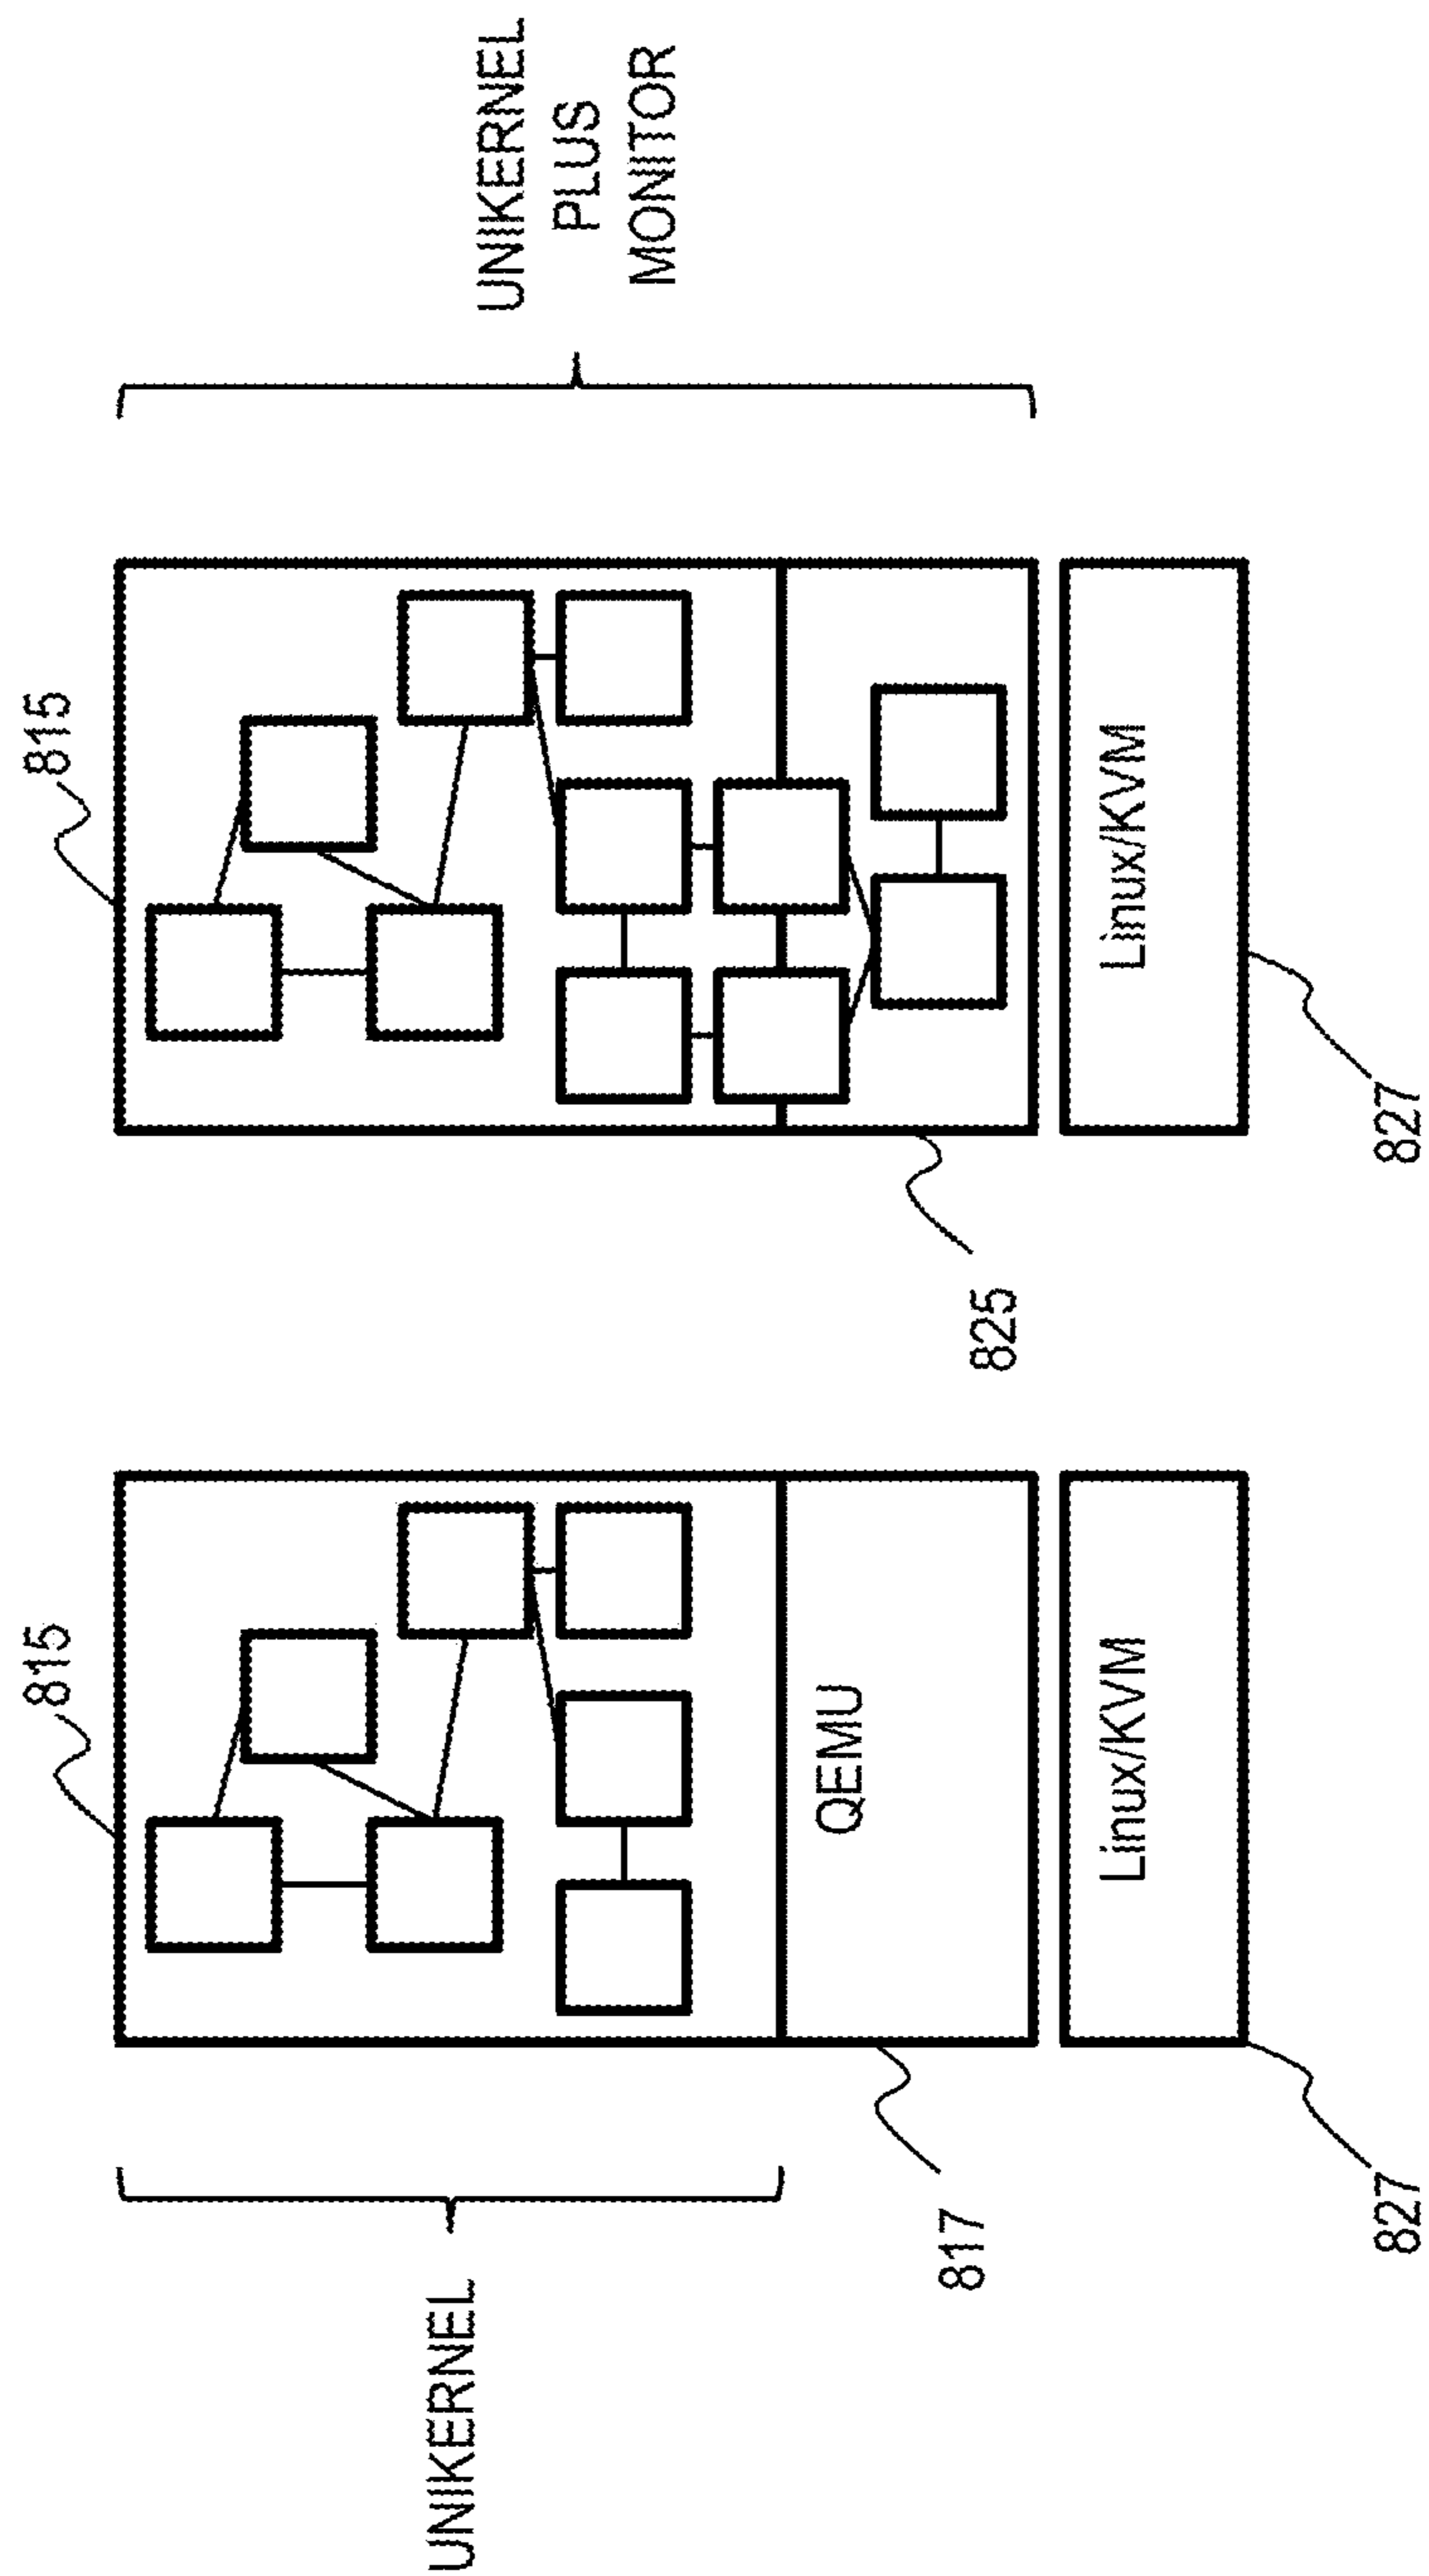 815
815
UNIKERNEL
UNIKERNEL
PLUS
MONITOR
QEMU
817
825
Linux/KVM
Linux/KVM
827
827